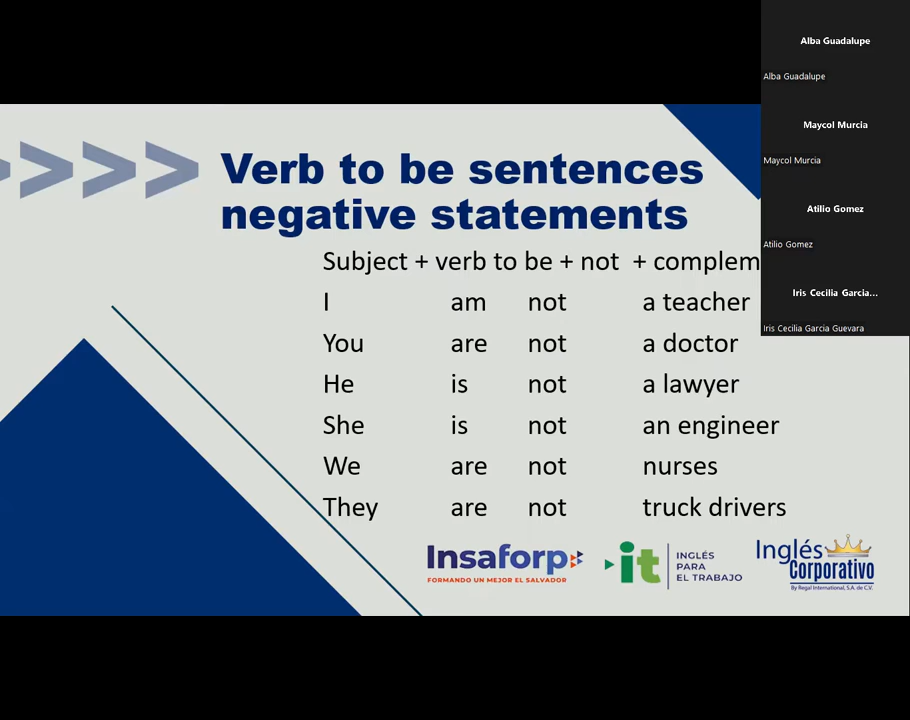 Alba Guadalupe
Alba Guadalupe
Maycol Murcia
Maycol Murcia
Atilio Gomez
Atilio Gomez
Iris Cecilia Garcia...
Iris Cecilia Garcia Guevara
>>>>
Verb to be sentences
negative statements
Subject + verb to be + not + complem
I am not a teacher
You are not a doctor
He is not a lawyer
She is not an engineer
We are not nurses
They are not truck drivers
Insaforp
FORMANDO UN MEJOR EL SALVADOR
it
INGLÉS
PARA
EL TRABAJO
Inglés
Corporativo
By Regal International, S.A. de C.V.